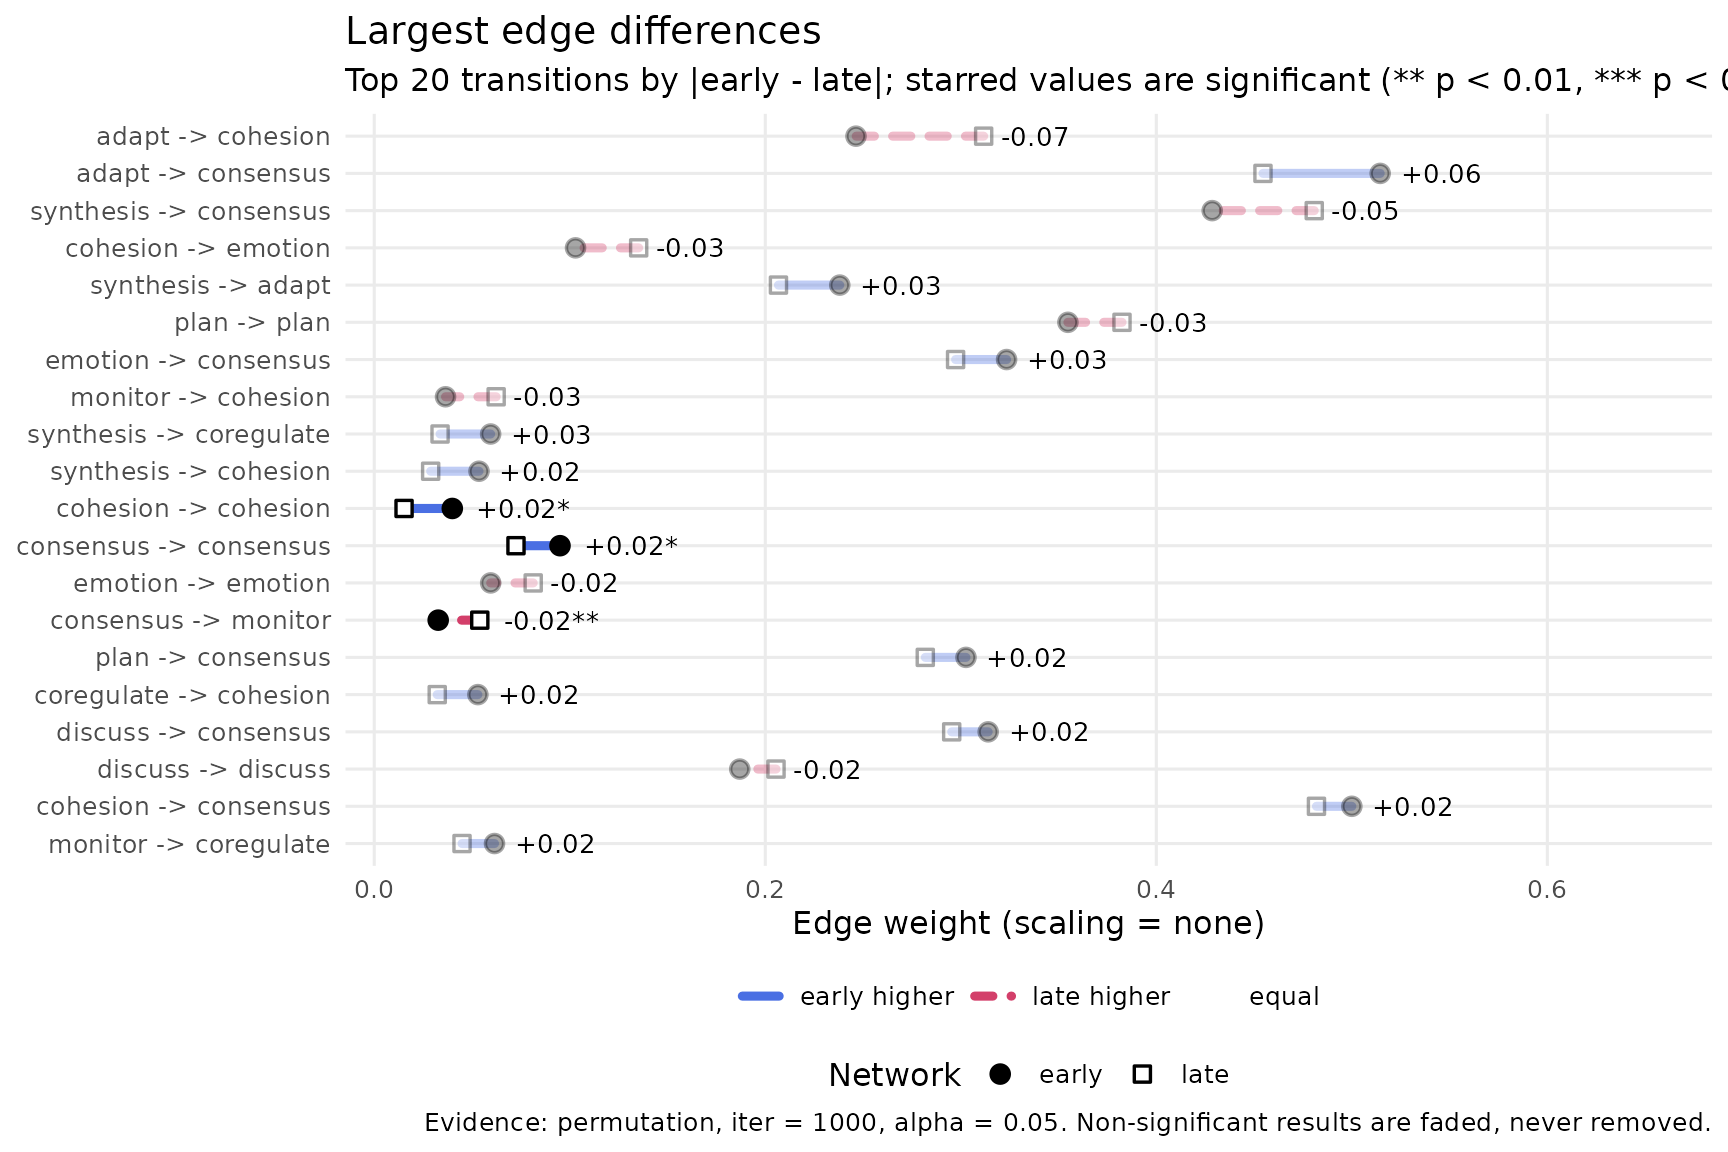 Largest edge differences
Top 20 transitions by |early - late|; starred values are significant (** p < 0.01, *** p < 0
adapt -> cohesion -0.07
adapt -> consensus +0.06
synthesis -> consensus -0.05
cohesion -> emotion -0.03
synthesis -> adapt +0.03
plan -> plan -0.03
emotion -> consensus +0.03
monitor -> cohesion -0.03
synthesis -> coregulate +0.03
synthesis -> cohesion +0.02
cohesion -> cohesion +0.02*
consensus -> consensus +0.02*
emotion -> emotion -0.02
consensus -> monitor -0.02**
plan -> consensus +0.02
coregulate -> cohesion +0.02
discuss -> consensus +0.02
discuss -> discuss -0.02
cohesion -> consensus +0.02
monitor -> coregulate +0.02
0.0 0.2 0.4 0.6
Edge weight (scaling = none)
early higher late higher equal
Network early late
Evidence: permutation, iter = 1000, alpha = 0.05. Non-significant results are faded, never removed.